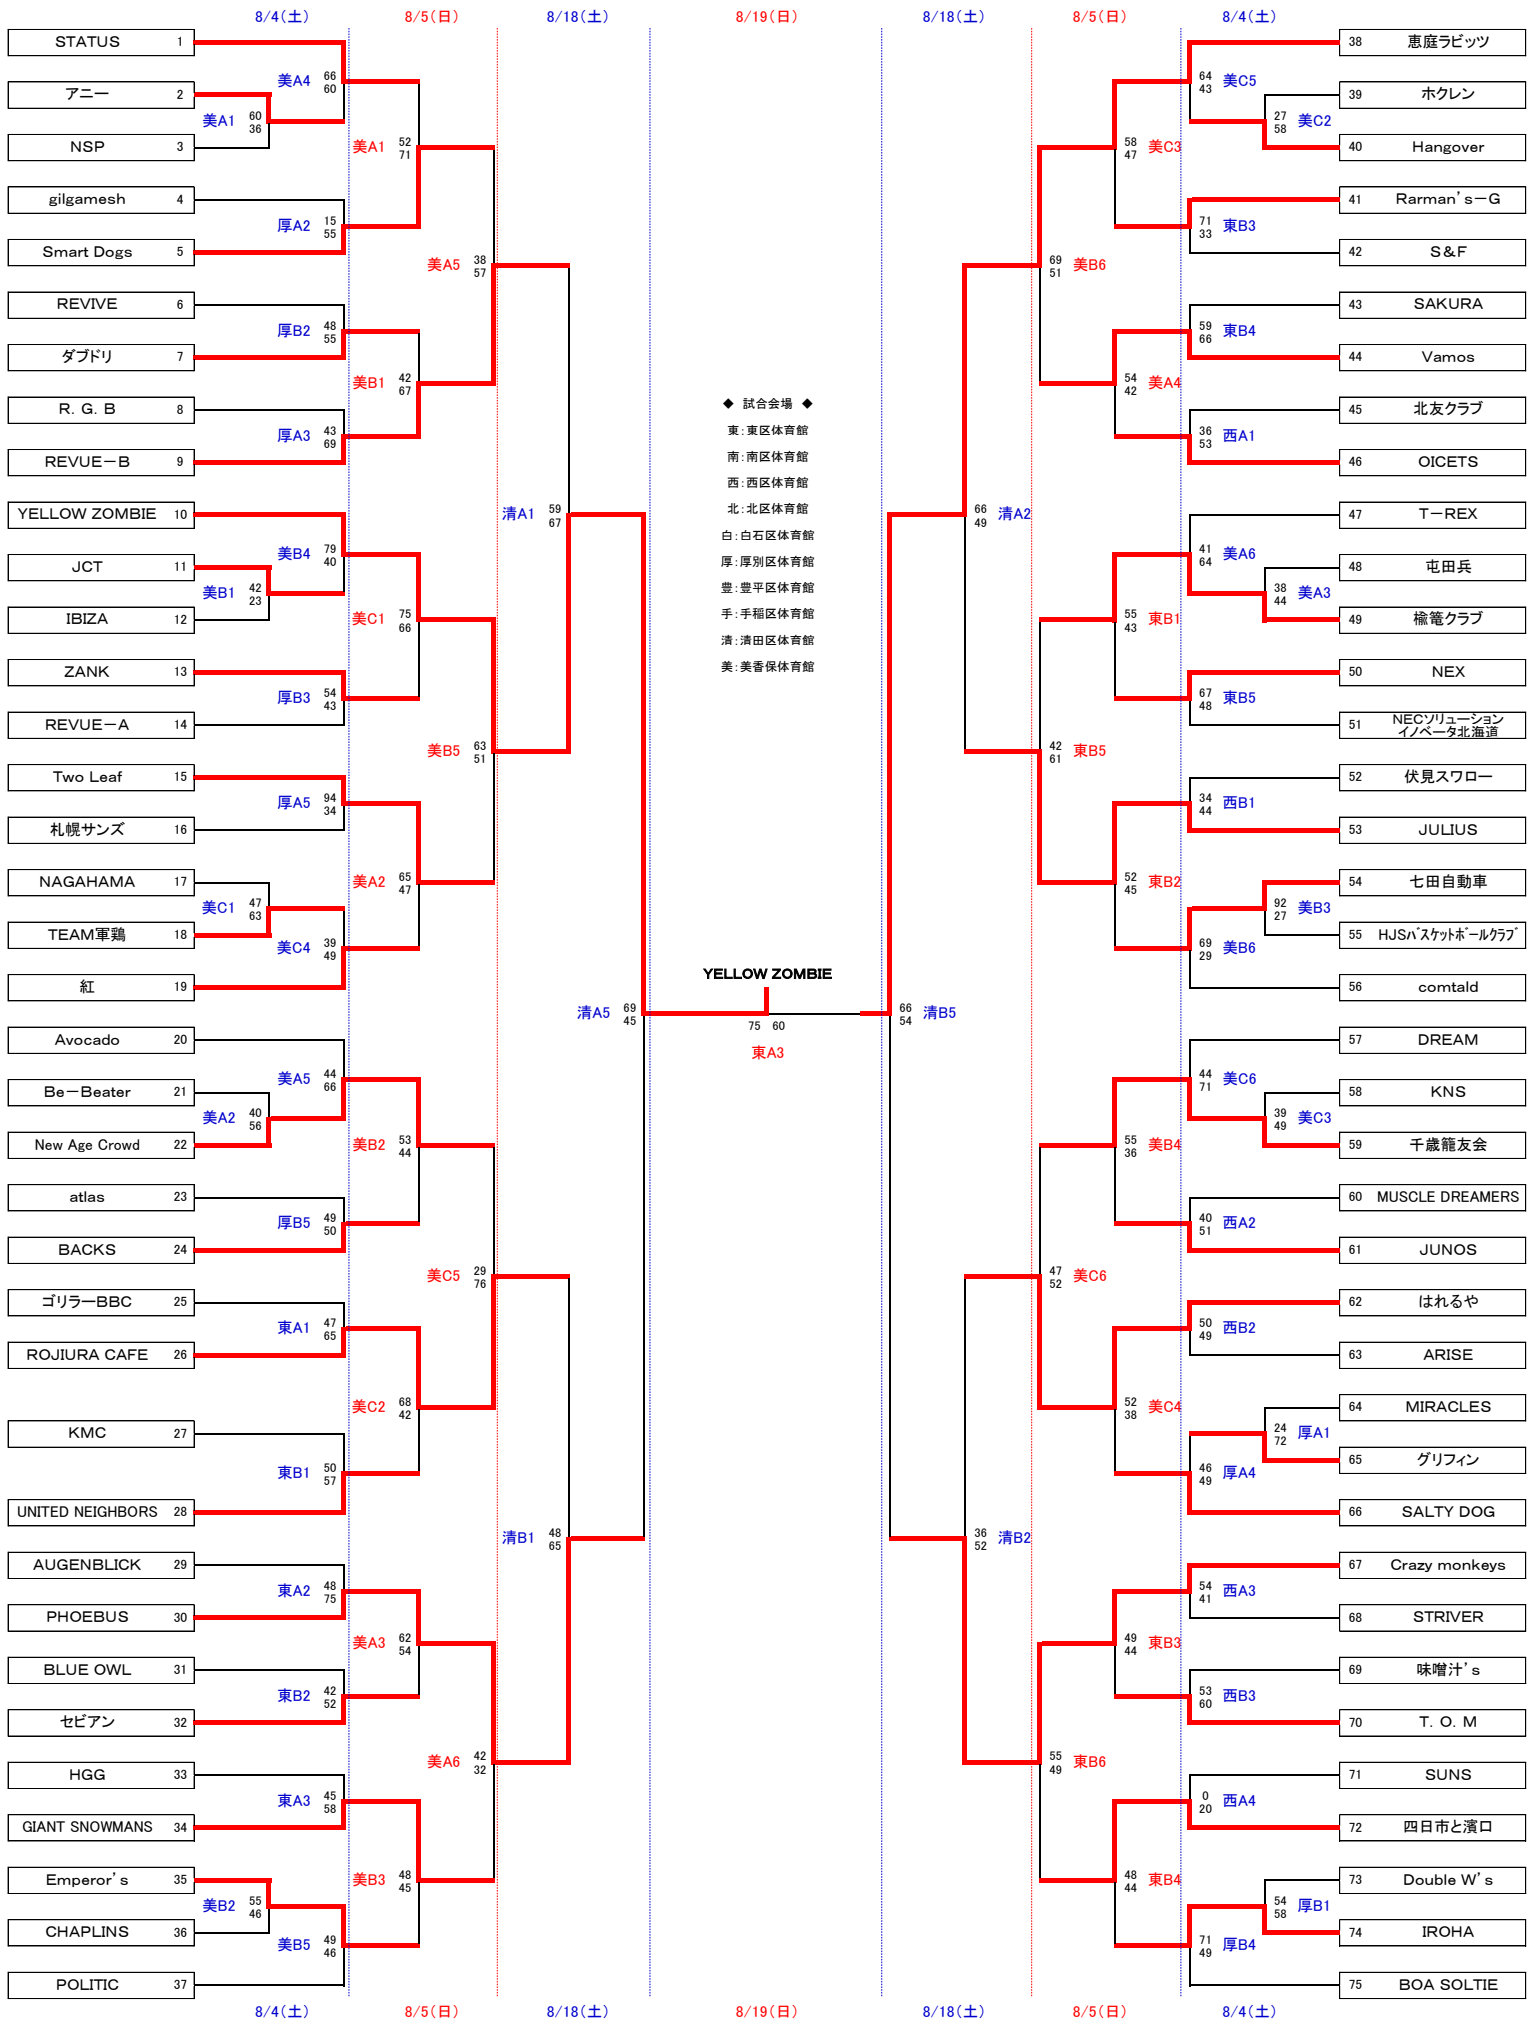 8/4(土) 8/5(日) 8/18(土) 8/19(日) 8/18(土) 8/5(日) 8/4(土)
STATUS 1
美A4 66 60
アニー 2
美A1 60 36
NSP 3
美A1 52 71
gilgamesh 4
厚A2 15 55
Smart Dogs 5
美A5 38 57
REVIVE 6
厚B2 48 55
ダブドリ 7
美B1 42 67
R. G. B 8
厚A3 43 69
REVUE-B 9
清A1 59 67
YELLOW ZOMBIE 10
美B4 79 40
JCT 11
美B1 42 23
IBIZA 12
美C1 75 66
ZANK 13
厚B3 54 43
REVUE-A 14
美B5 63 51
Two Leaf 15
厚A5 94 34
札幌サンズ 16
美A2 65 47
NAGAHAMA 17
美C1 47 63
TEAM軍鶏 18
美C4 39 49
紅 19
清A5 69 45
Avocado 20
美A5 44 66
Be-Beater 21
美A2 40 56
New Age Crowd 22
美B2 53 44
atlas 23
厚B5 49 50
BACKS 24
美C5 29 76
ゴリラーBBC 25
東A1 47 65
ROJIURA CAFE 26
美C2 68 42
KMC 27
東B1 50 57
UNITED NEIGHBORS 28
清B1 48 65
AUGENBLICK 29
東A2 48 75
PHOEBUS 30
美A3 62 54
BLUE OWL 31
東B2 42 52
セビアン 32
美A6 42 32
HGG 33
東A3 45 58
GIANT SNOWMANS 34
美B3 48 45
Emperor's 35
美B2 55 46
CHAPLINS 36
美B5 49 46
POLITIC 37
◆ 試合会場 ◆
東:東区体育館
南:南区体育館
西:西区体育館
北:北区体育館
白:白石区体育館
厚:厚別区体育館
豊:豊平区体育館
手:手稲区体育館
清:清田区体育館
美:美香保体育館
YELLOW ZOMBIE
75 60
東A3
38 恵庭ラビッツ
64 43 美C5
39 ホクレン
27 58 美C2
40 Hangover
58 47 美C3
41 Rarman's-G
71 33 東B3
42 S&F
69 51 美B6
43 SAKURA
59 66 東B4
44 Vamos
54 42 美A4
45 北友クラブ
36 53 西A1
46 OICETS
66 49 清A2
47 T-REX
41 64 美A6
48 屯田兵
38 44 美A3
49 楡篭クラブ
55 43 東B1
50 NEX
67 48 東B5
51 NECソリューション
イノベータ北海道
42 61 東B5
52 伏見スワロー
34 44 西B1
53 JULIUS
52 45 東B2
54 七田自動車
92 27 美B3
55 HJSバスケットボールクラブ
69 29 美B6
56 comtald
66 54 清B5
57 DREAM
44 71 美C6
58 KNS
39 49 美C3
59 千歳籠友会
55 36 美B4
60 MUSCLE DREAMERS
40 51 西A2
61 JUNOS
47 52 美C6
62 はれるや
50 49 西B2
63 ARISE
52 38 美C4
64 MIRACLES
24 72 厚A1
65 グリフィン
46 49 厚A4
66 SALTY DOG
36 52 清B2
67 Crazy monkeys
54 41 西A3
68 STRIVER
49 44 東B3
69 味噌汁's
53 60 西B3
70 T. O. M
55 49 東B6
71 SUNS
0 20 西A4
72 四日市と濱口
48 44 東B4
73 Double W's
54 58 厚B1
74 IROHA
71 49 厚B4
75 BOA SOLTIE
8/4(土) 8/5(日) 8/18(土) 8/19(日) 8/18(土) 8/5(日) 8/4(土)